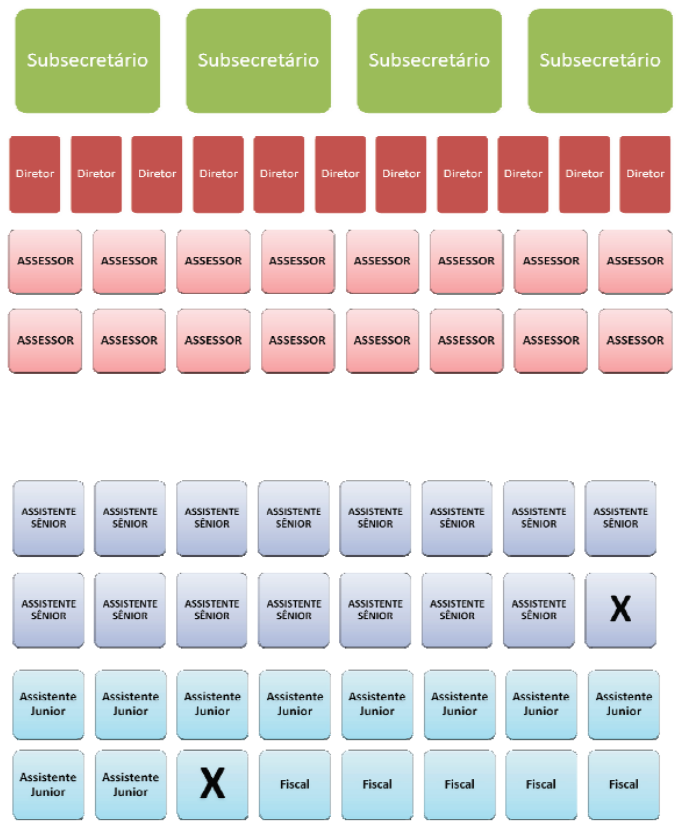 Subsecretário Subsecretário Subsecretário Subsecretário
Diretor Diretor Diretor Diretor Diretor Diretor Diretor Diretor Diretor Diretor Diretor
ASSESSOR ASSESSOR ASSESSOR ASSESSOR ASSESSOR ASSESSOR ASSESSOR ASSESSOR
ASSESSOR ASSESSOR ASSESSOR ASSESSOR ASSESSOR ASSESSOR ASSESSOR ASSESSOR
ASSISTENTE ASSISTENTE ASSISTENTE ASSISTENTE ASSISTENTE ASSISTENTE ASSISTENTE ASSISTENTE
SÊNIOR SÊNIOR SÊNIOR SÊNIOR SÊNIOR SÊNIOR SÊNIOR SÊNIOR
ASSISTENTE ASSISTENTE ASSISTENTE ASSISTENTE ASSISTENTE ASSISTENTE ASSISTENTE X
SÊNIOR SÊNIOR SÊNIOR SÊNIOR SÊNIOR SÊNIOR SÊNIOR
Assistente Assistente Assistente Assistente Assistente Assistente Assistente Assistente
Junior Junior Junior Junior Junior Junior Junior Junior
Assistente Assistente X Fiscal Fiscal Fiscal Fiscal Fiscal
Junior Junior